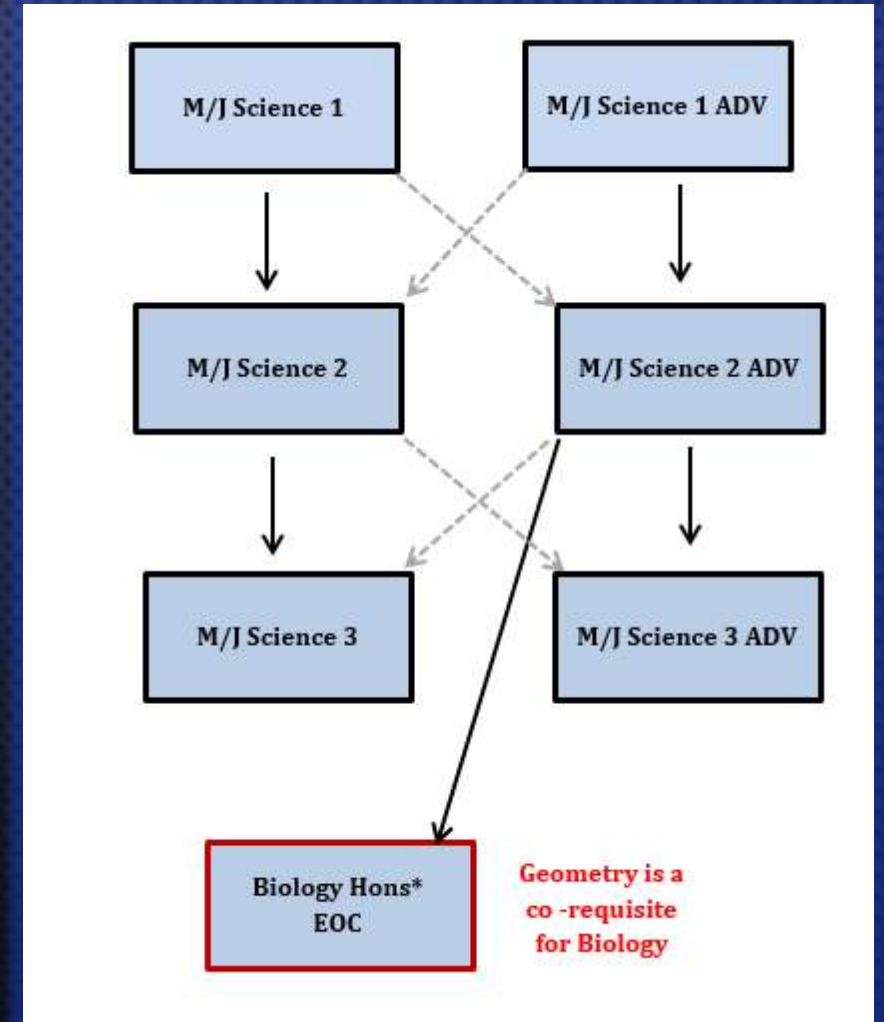 M/J Science 1
M/J Science 1 ADV
M/J Science 2
M/J Science 2 ADV
M/J Science 3
M/J Science 3 ADV
Biology Hons*
EOC
Geometry is a
co -requisite
for Biology